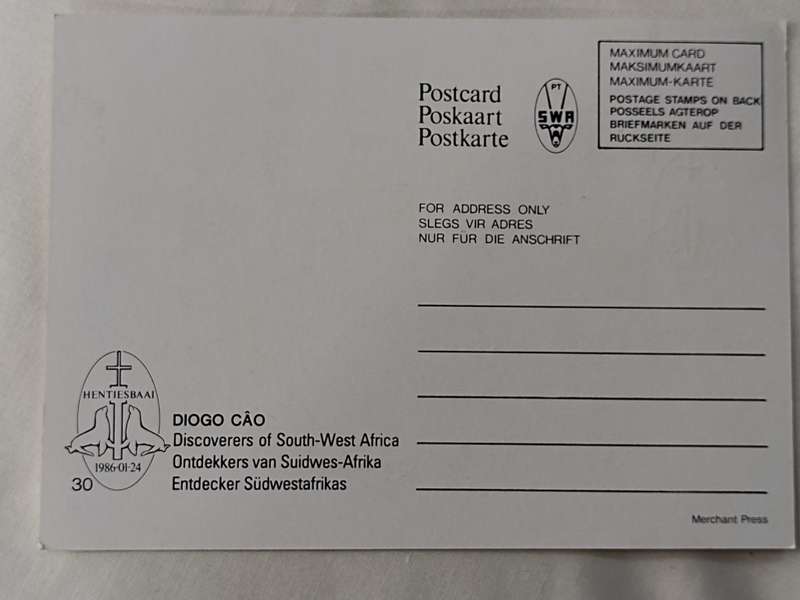 MAXIMUM CARD
MAKSIMUMKAART
MAXIMUM-KARTE
POSTAGE STAMPS ON BACK
POSSEELS AGTEROP
BRIEFMARKEN AUF DER
RUCKSEITE
Postcard
Poskaart
Postkarte
PT
SWA
FOR ADDRESS ONLY
SLEGS VIR ADRES
NUR FÜR DIE ANSCHRIFT
HENTIESBAAI
1986-01-24
30
DIOGO CÂO
Discoverers of South-West Africa
Ontdekkers van Suidwes-Afrika
Entdecker Südwestafrikas
Merchant Press